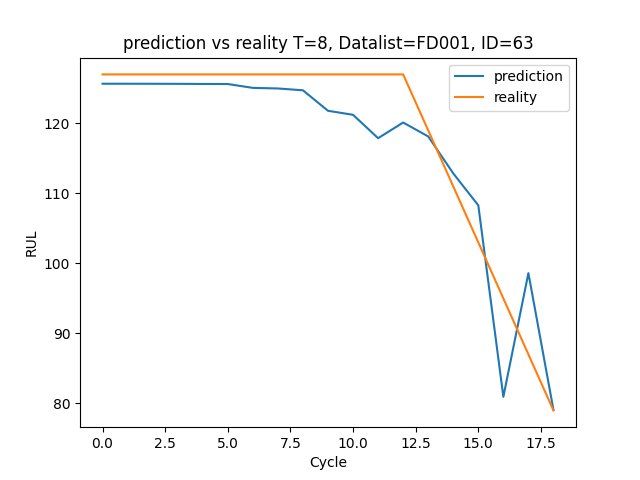 prediction vs reality T=8, Datalist=FD001, ID=63
prediction
reality
120
110
100
90
80
RUL
0.0 2.5 5.0 7.5 10.0 12.5 15.0 17.5
Cycle